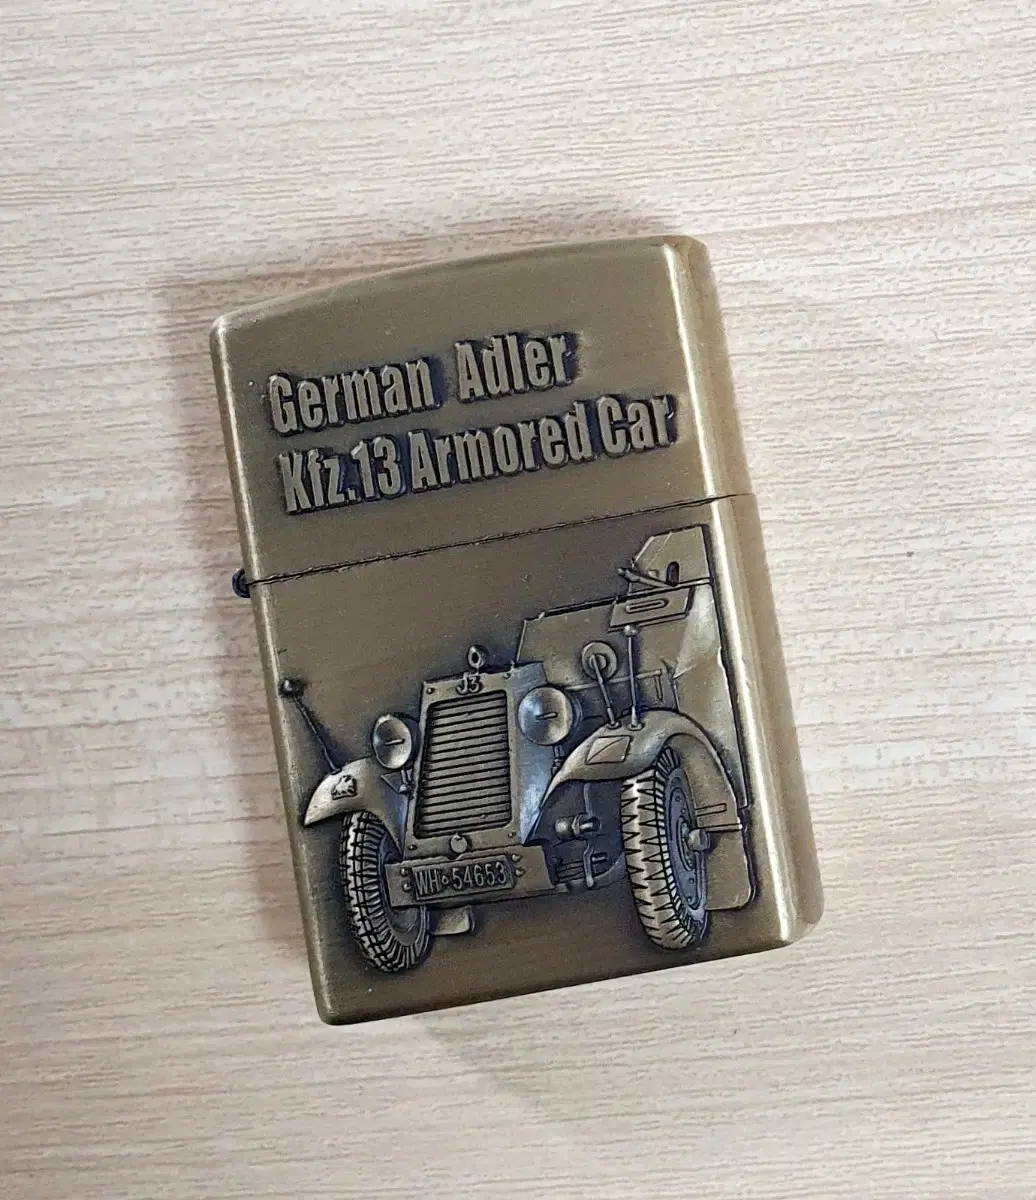 German Adler
Kfz.13 Armored Car
J3
WH 54653